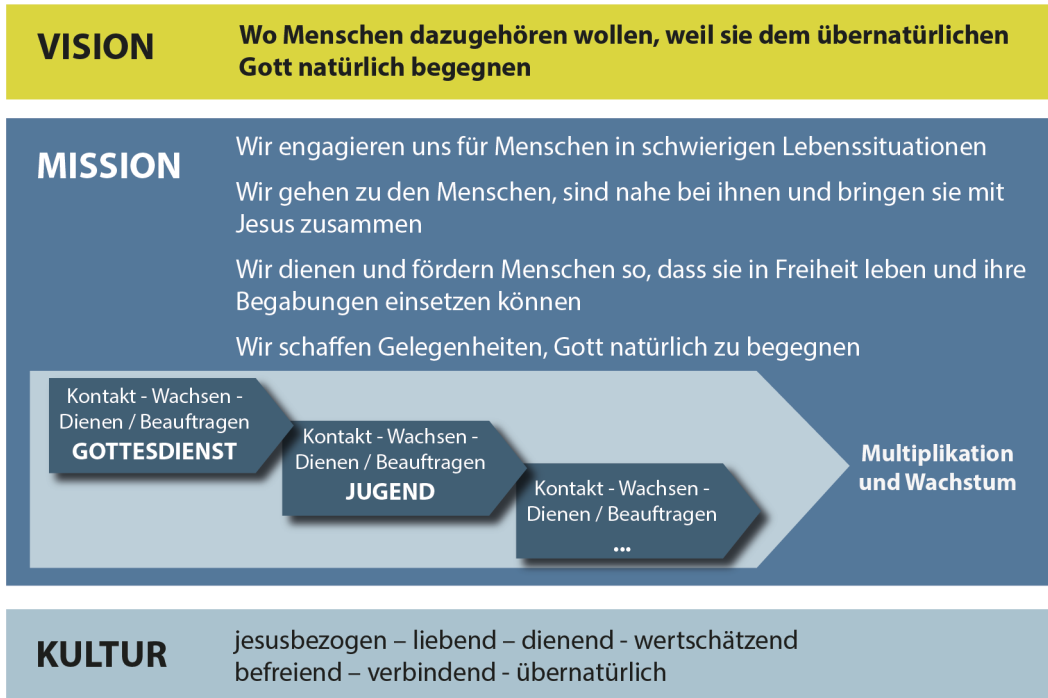 VISION
Wo Menschen dazugehören wollen, weil sie dem übernatürlichen
Gott natürlich begegnen
MISSION
Wir engagieren uns für Menschen in schwierigen Lebenssituationen
Wir gehen zu den Menschen, sind nahe bei ihnen und bringen sie mit
Jesus zusammen
Wir dienen und fördern Menschen so, dass sie in Freiheit leben und ihre
Begabungen einsetzen können
Wir schaffen Gelegenheiten, Gott natürlich zu begegnen
Kontakt - Wachsen -
Dienen / Beauftragen
GOTTESDIENST
Kontakt - Wachsen -
Dienen / Beauftragen
JUGEND
Kontakt - Wachsen -
Dienen / Beauftragen
...
Multiplikation
und Wachstum
KULTUR
jesusbezogen – liebend – dienend - wertschätzend
befreiend – verbindend - übernatürlich